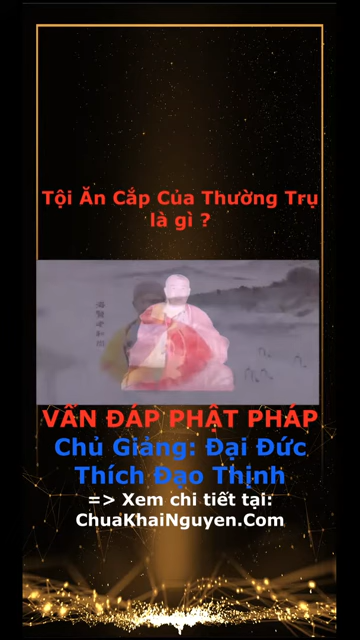 Tội Ăn Cắp Của Thường Trụ
là gì ?
VẤN ĐÁP PHẬT PHÁP
Chủ Giảng: Đại Đức
Thích Đạo Thịnh
=> Xem chi tiết tại:
ChuaKhaiNguyen.Com